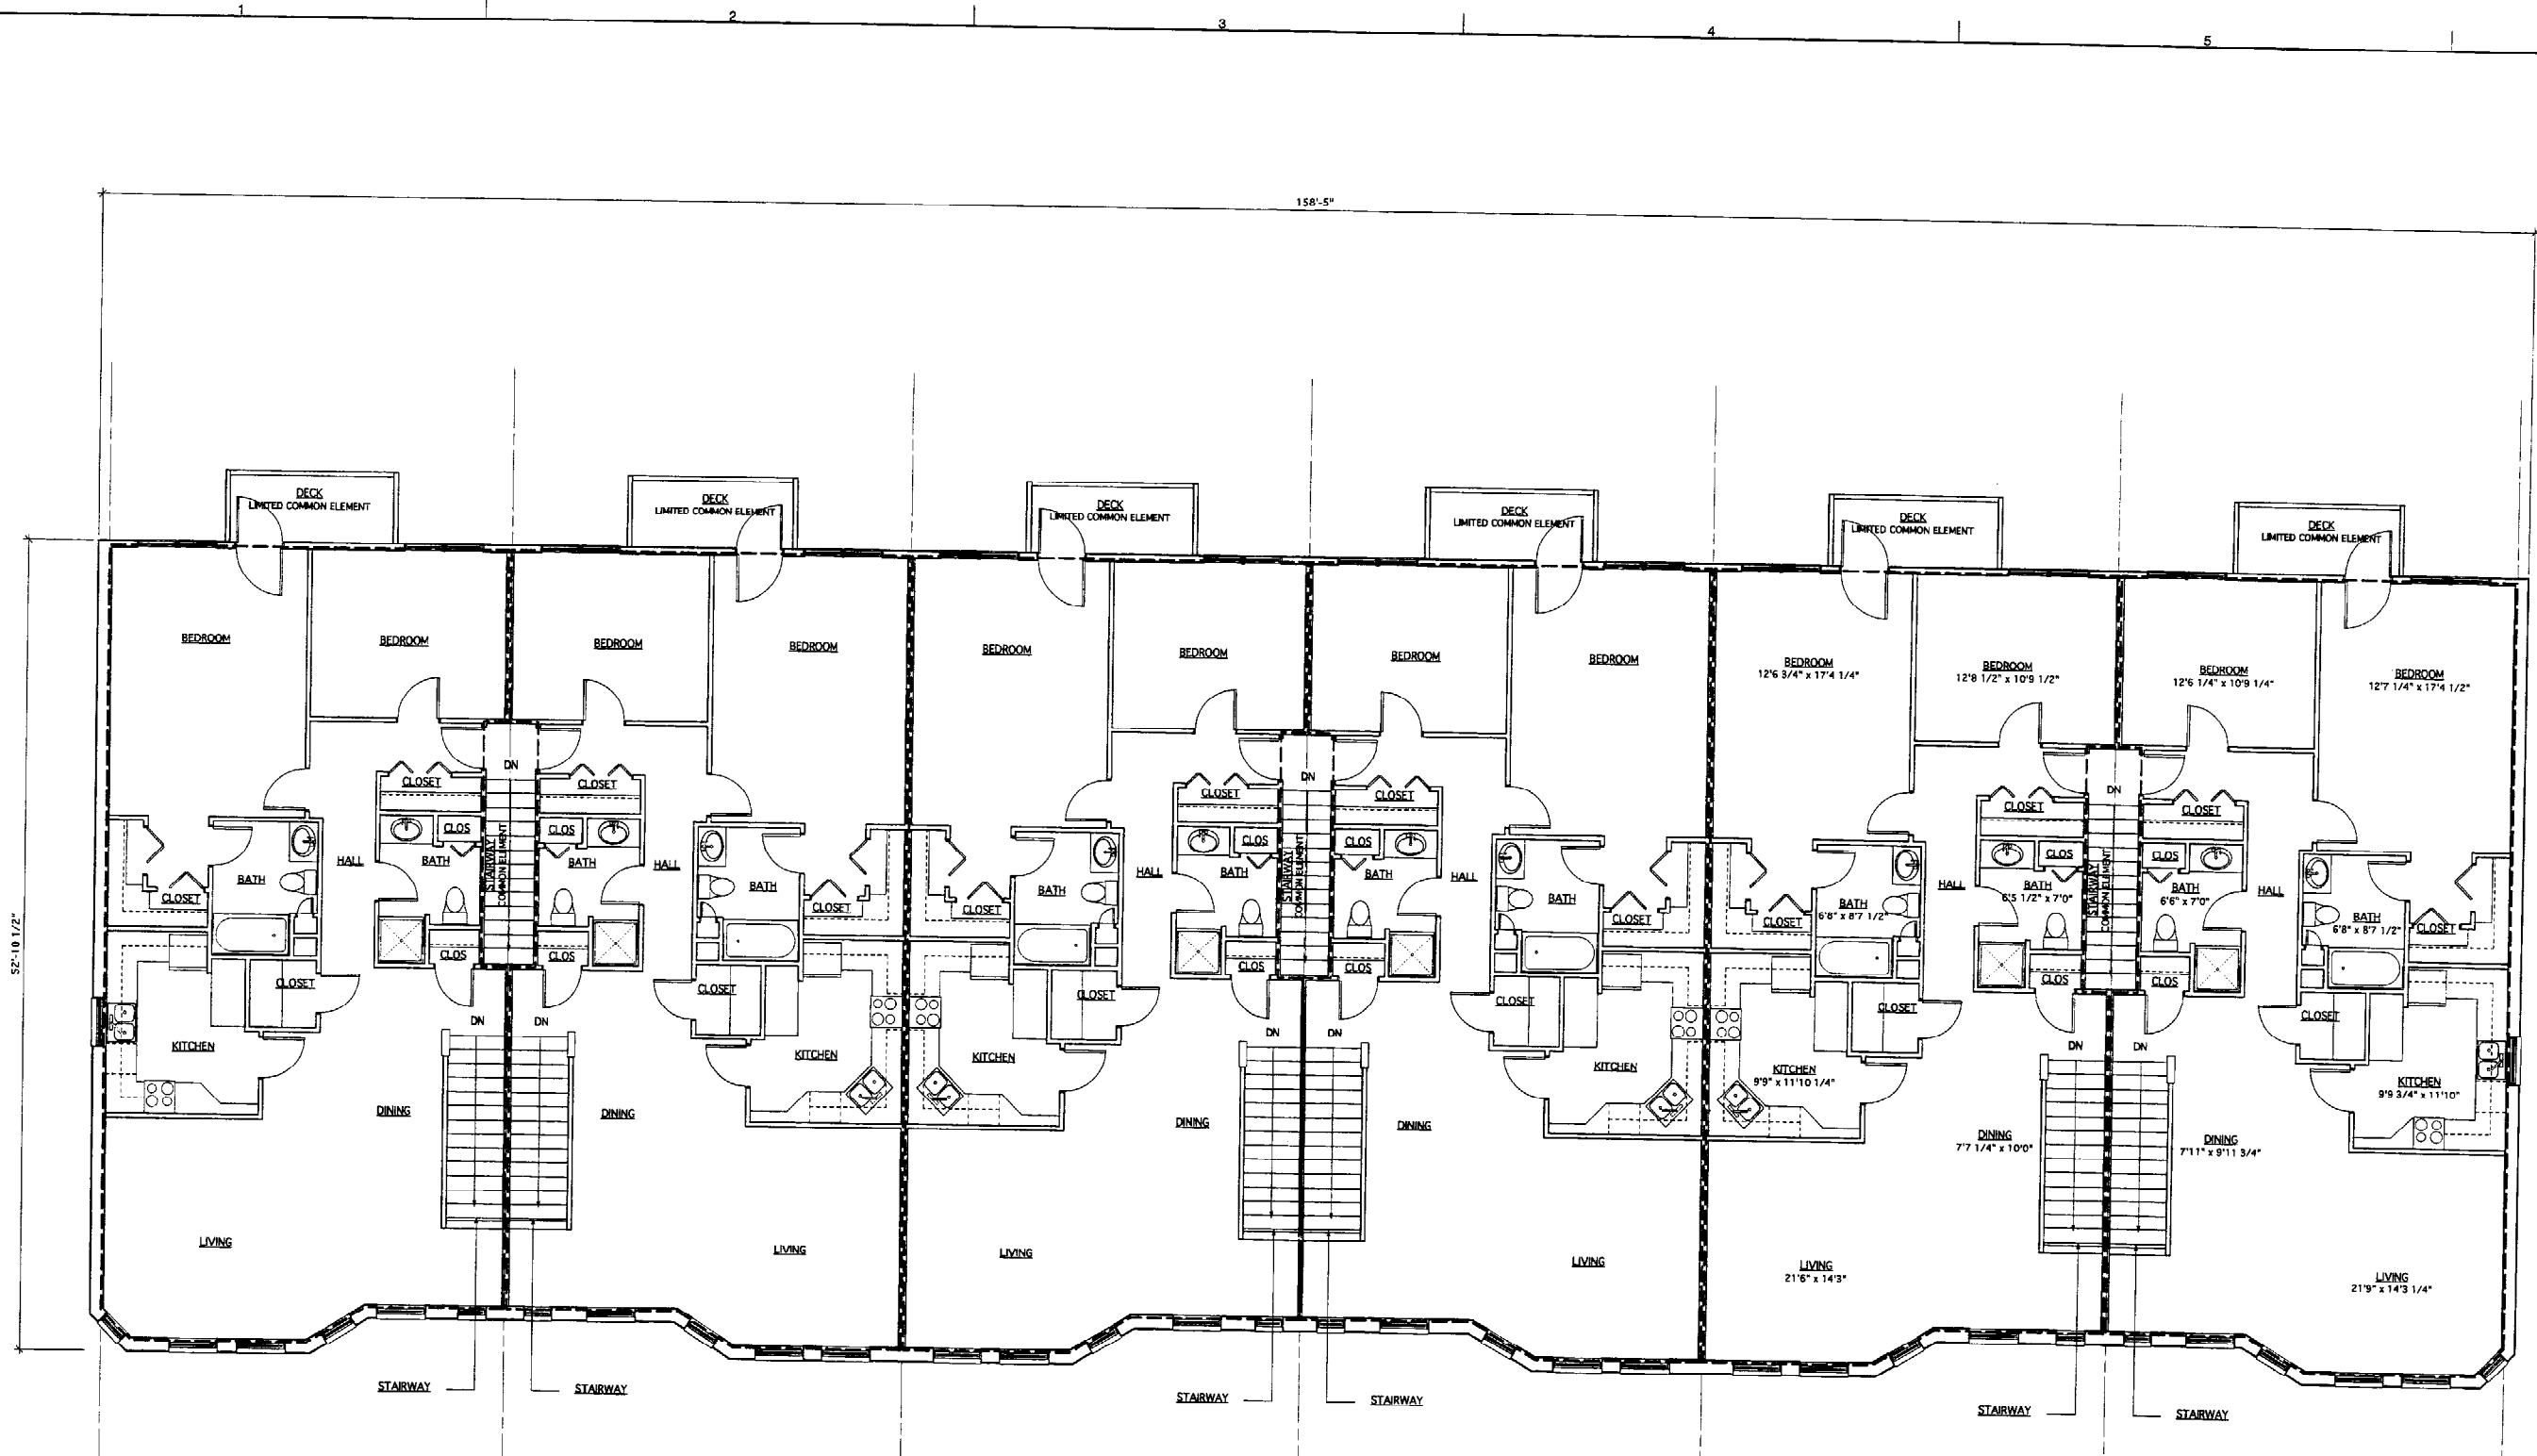 1
2
3
4
5
158'-5"
DECK
LIMITED COMMON ELEMENT
DECK
LIMITED COMMON ELEMENT
DECK
LIMITED COMMON ELEMENT
DECK
LIMITED COMMON ELEMENT
DECK
LIMITED COMMON ELEMENT
DECK
LIMITED COMMON ELEMENT
BEDROOM
BEDROOM
BEDROOM
BEDROOM
BEDROOM
BEDROOM
BEDROOM
BEDROOM
BEDROOM
12'6 3/4" x 17'4 1/4"
BEDROOM
12'8 1/2" x 10'9 1/2"
BEDROOM
12'6 1/4" x 10'9 1/4"
BEDROOM
12'7 1/4" x 17'4 1/2"
DN
DN
DN
CLOSET
CLOSET
CLOSET
CLOSET
CLOSET
CLOSET
CLOS
CLOS
CLOS
CLOS
CLOS
CLOS
HALL
BATH
BATH
HALL
HALL
BATH
BATH
HALL
HALL
BATH
6'5 1/2" x 7'0"
BATH
6'6" x 7'0"
HALL
STAIRWAY
COMMON ELEMENT
STAIRWAY
COMMON ELEMENT
STAIRWAY
COMMON ELEMENT
BATH
BATH
BATH
BATH
BATH
6'8" x 8'7 1/2"
BATH
6'8" x 8'7 1/2"
CLOSET
CLOSET
CLOSET
CLOSET
CLOSET
CLOSET
52'-10 1/2"
CLOS
CLOS
CLOS
CLOS
CLOS
CLOS
CLOSET
CLOSET
CLOSET
CLOSET
CLOSET
CLOSET
DN
DN
DN
DN
DN
DN
KITCHEN
KITCHEN
KITCHEN
KITCHEN
KITCHEN
9'9" x 11'10 1/4"
KITCHEN
9'9 3/4" x 11'10"
DINING
DINING
DINING
DINING
DINING
7'7 1/4" x 10'0"
DINING
7'11" x 9'11 3/4"
LIVING
LIVING
LIVING
LIVING
LIVING
21'6" x 14'3"
LIVING
21'9" x 14'3 1/4"
STAIRWAY
STAIRWAY
STAIRWAY
STAIRWAY
STAIRWAY
STAIRWAY